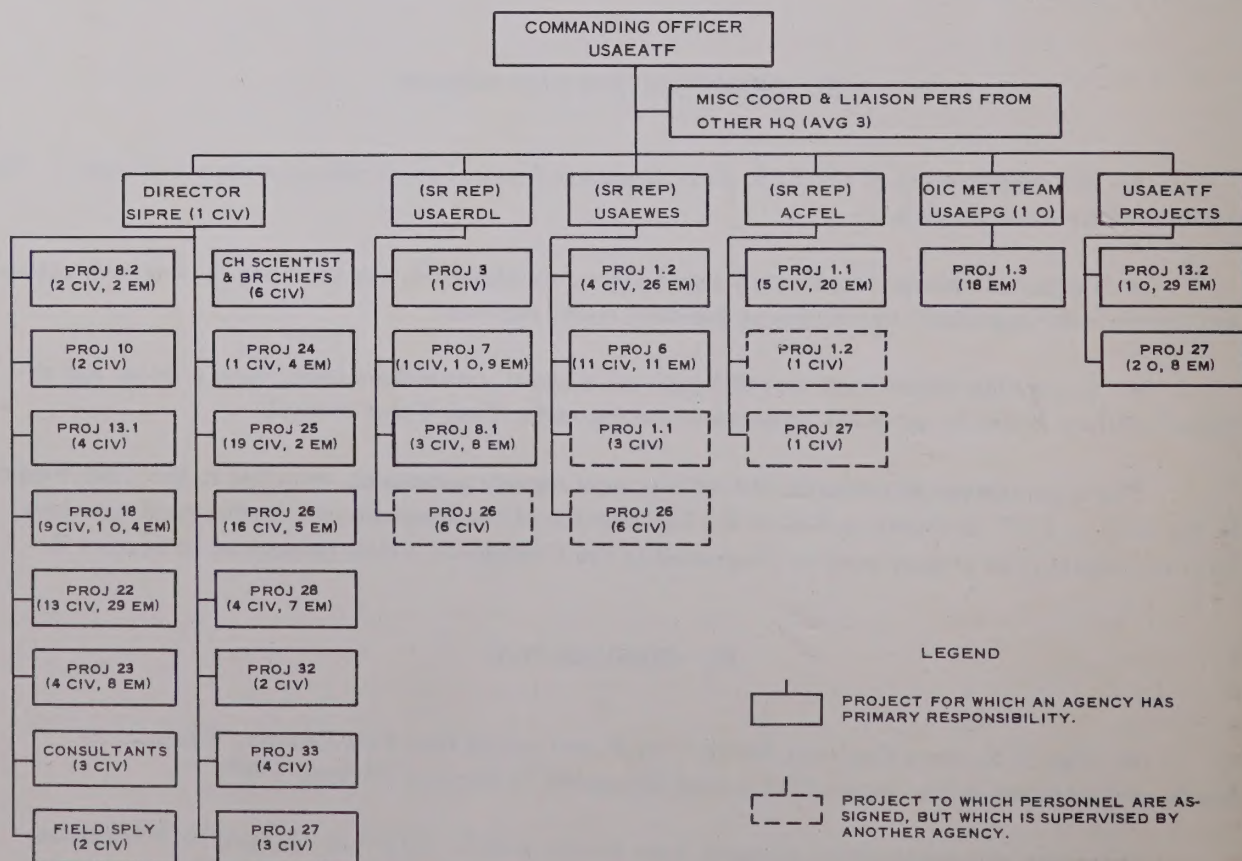 COMMANDING OFFICER
USAEATF
MISC COORD & LIAISON PERS FROM
OTHER HQ (AVG 3)
DIRECTOR
SIPRE (1 CIV)
(SR REP)
USAERDL
(SR REP)
USAEWES
(SR REP)
ACFEL
OIC MET TEAM
USAEPG (1 O)
USAEATF
PROJECTS
PROJ 8.2
(2 CIV, 2 EM)
PROJ 10
(2 CIV)
PROJ 13.1
(4 CIV)
PROJ 18
(9 CIV, 1 O, 4 EM)
PROJ 22
(13 CIV, 29 EM)
PROJ 23
(4 CIV, 8 EM)
CONSULTANTS
(3 CIV)
FIELD SPLY
(2 CIV)
CH SCIENTIST
& BR CHIEFS
(6 CIV)
PROJ 24
(1 CIV, 4 EM)
PROJ 25
(19 CIV, 2 EM)
PROJ 26
(16 CIV, 5 EM)
PROJ 28
(4 CIV, 7 EM)
PROJ 32
(2 CIV)
PROJ 33
(4 CIV)
PROJ 27
(3 CIV)
PROJ 3
(1 CIV)
PROJ 7
(1 CIV, 1 O, 9 EM)
PROJ 8.1
(3 CIV, 8 EM)
PROJ 26
(6 CIV)
PROJ 1.2
(4 CIV, 26 EM)
PROJ 6
(11 CIV, 11 EM)
PROJ 1.1
(3 CIV)
PROJ 26
(6 CIV)
PROJ 1.1
(5 CIV, 20 EM)
PROJ 1.2
(1 CIV)
PROJ 27
(1 CIV)
PROJ 1.3
(18 EM)
PROJ 13.2
(1 O, 29 EM)
PROJ 27
(2 O, 8 EM)
LEGEND
PROJECT FOR WHICH AN AGENCY HAS
PRIMARY RESPONSIBILITY.
PROJECT TO WHICH PERSONNEL ARE AS-
SIGNED, BUT WHICH IS SUPERVISED BY
ANOTHER AGENCY.